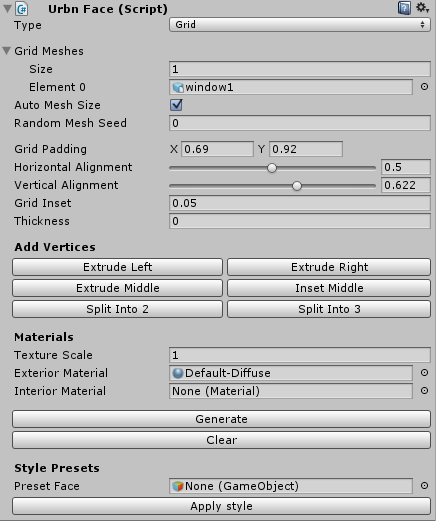 Urbn Face (Script)
Type Grid
Grid Meshes
Size 1
Element 0 window1
Auto Mesh Size
Random Mesh Seed 0
Grid Padding X 0.69 Y 0.92
Horizontal Alignment 0.5
Vertical Alignment 0.622
Grid Inset 0.05
Thickness 0
Add Vertices
Extrude Left Extrude Right
Extrude Middle Inset Middle
Split Into 2 Split Into 3
Materials
Texture Scale 1
Exterior Material Default-Diffuse
Interior Material None (Material)
Generate
Clear
Style Presets
Preset Face None (GameObject)
Apply style